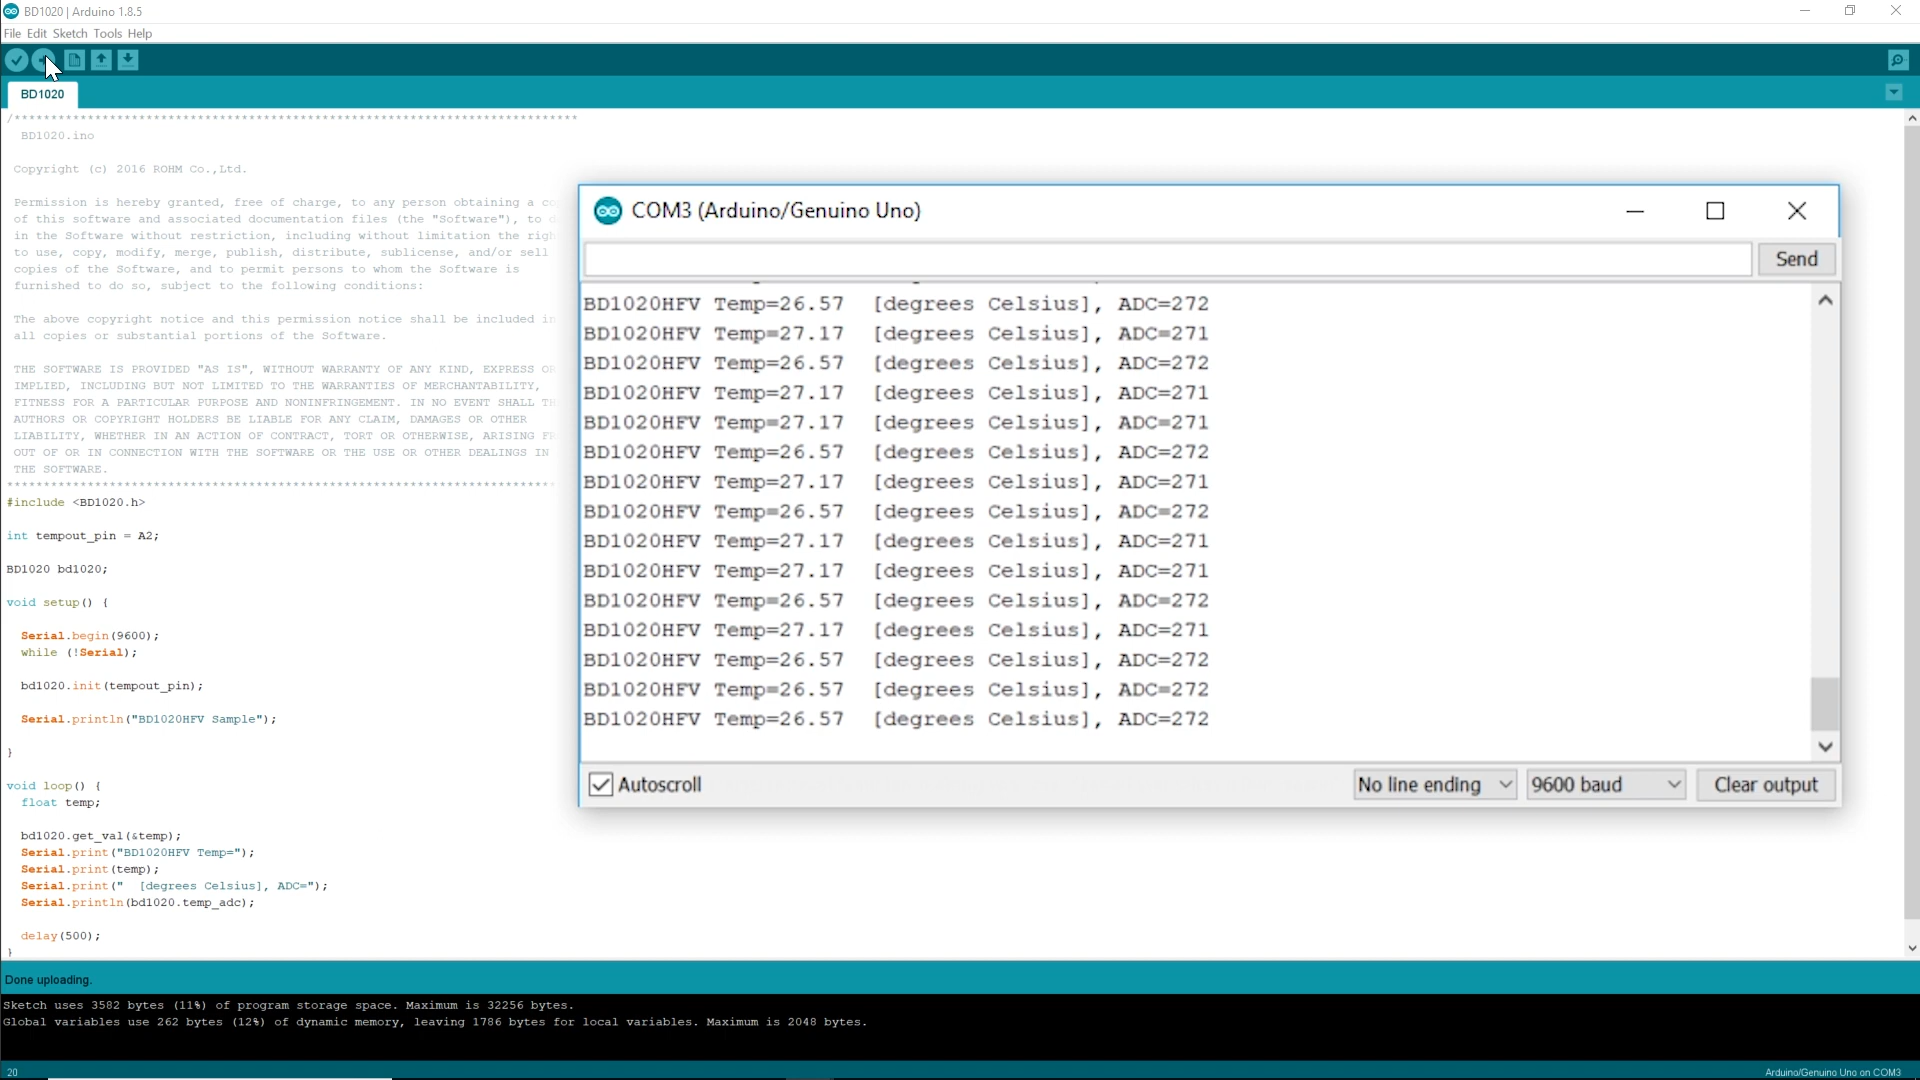 BD1020 | Arduino 1.8.5
File Edit Sketch Tools Help
BD1020
/******************************************************************************
BD1020.ino
Copyright (c) 2016 ROHM Co.,Ltd.
Permission is hereby granted, free of charge, to any person obtaining a
of this software and associated documentation files (the "Software"), to
in the Software without restriction, including without limitation the
to use, copy, modify, merge, publish, distribute, sublicense, and/or sell
copies of the Software, and to permit persons to whom the Software is
furnished to do so, subject to the following conditions:
The above copyright notice and this permission notice shall be included in
all copies or substantial portions of the Software.
THE SOFTWARE IS PROVIDED "AS IS", WITHOUT WARRANTY OF ANY KIND, EXPRESS OR
IMPLIED, INCLUDING BUT NOT LIMITED TO THE WARRANTIES OF MERCHANTABILITY,
FITNESS FOR A PARTICULAR PURPOSE AND NONINFRINGEMENT. IN NO EVENT SHALL
AUTHORS OR COPYRIGHT HOLDERS BE LIABLE FOR ANY CLAIM, DAMAGES OR OTHER
LIABILITY, WHETHER IN AN ACTION OF CONTRACT, TORT OR OTHERWISE, ARISING
OUT OF OR IN CONNECTION WITH THE SOFTWARE OR THE USE OR OTHER DEALINGS IN
THE SOFTWARE.
******************************************************************************
#include <BD1020.h>
int tempout_pin = A2;
BD1020 bd1020;
void setup() {
Serial.begin(9600);
while (!Serial);
bd1020.init(tempout_pin);
Serial.println("BD1020HFV Sample");
}
void loop() {
float temp;
bd1020.get_val(&temp);
Serial.print("BD1020HFV Temp=");
Serial.print(temp);
Serial.print("  [degrees Celsius], ADC=");
Serial.println(bd1020.temp_adc);
delay(500);
}
COM3 (Arduino/Genuino Uno)
Send
BD1020HFV Temp=26.57  [degrees Celsius], ADC=272
BD1020HFV Temp=27.17  [degrees Celsius], ADC=271
BD1020HFV Temp=26.57  [degrees Celsius], ADC=272
BD1020HFV Temp=27.17  [degrees Celsius], ADC=271
BD1020HFV Temp=27.17  [degrees Celsius], ADC=271
BD1020HFV Temp=26.57  [degrees Celsius], ADC=272
BD1020HFV Temp=27.17  [degrees Celsius], ADC=271
BD1020HFV Temp=26.57  [degrees Celsius], ADC=272
BD1020HFV Temp=27.17  [degrees Celsius], ADC=271
BD1020HFV Temp=27.17  [degrees Celsius], ADC=271
BD1020HFV Temp=26.57  [degrees Celsius], ADC=272
BD1020HFV Temp=27.17  [degrees Celsius], ADC=271
BD1020HFV Temp=26.57  [degrees Celsius], ADC=272
BD1020HFV Temp=26.57  [degrees Celsius], ADC=272
BD1020HFV Temp=26.57  [degrees Celsius], ADC=272
Autoscroll
No line ending
9600 baud
Clear output
Done uploading.
Sketch uses 3582 bytes (11%) of program storage space. Maximum is 32256 bytes.
Global variables use 262 bytes (12%) of dynamic memory, leaving 1786 bytes for local variables. Maximum is 2048 bytes.
20
Arduino/Genuino Uno on COM3